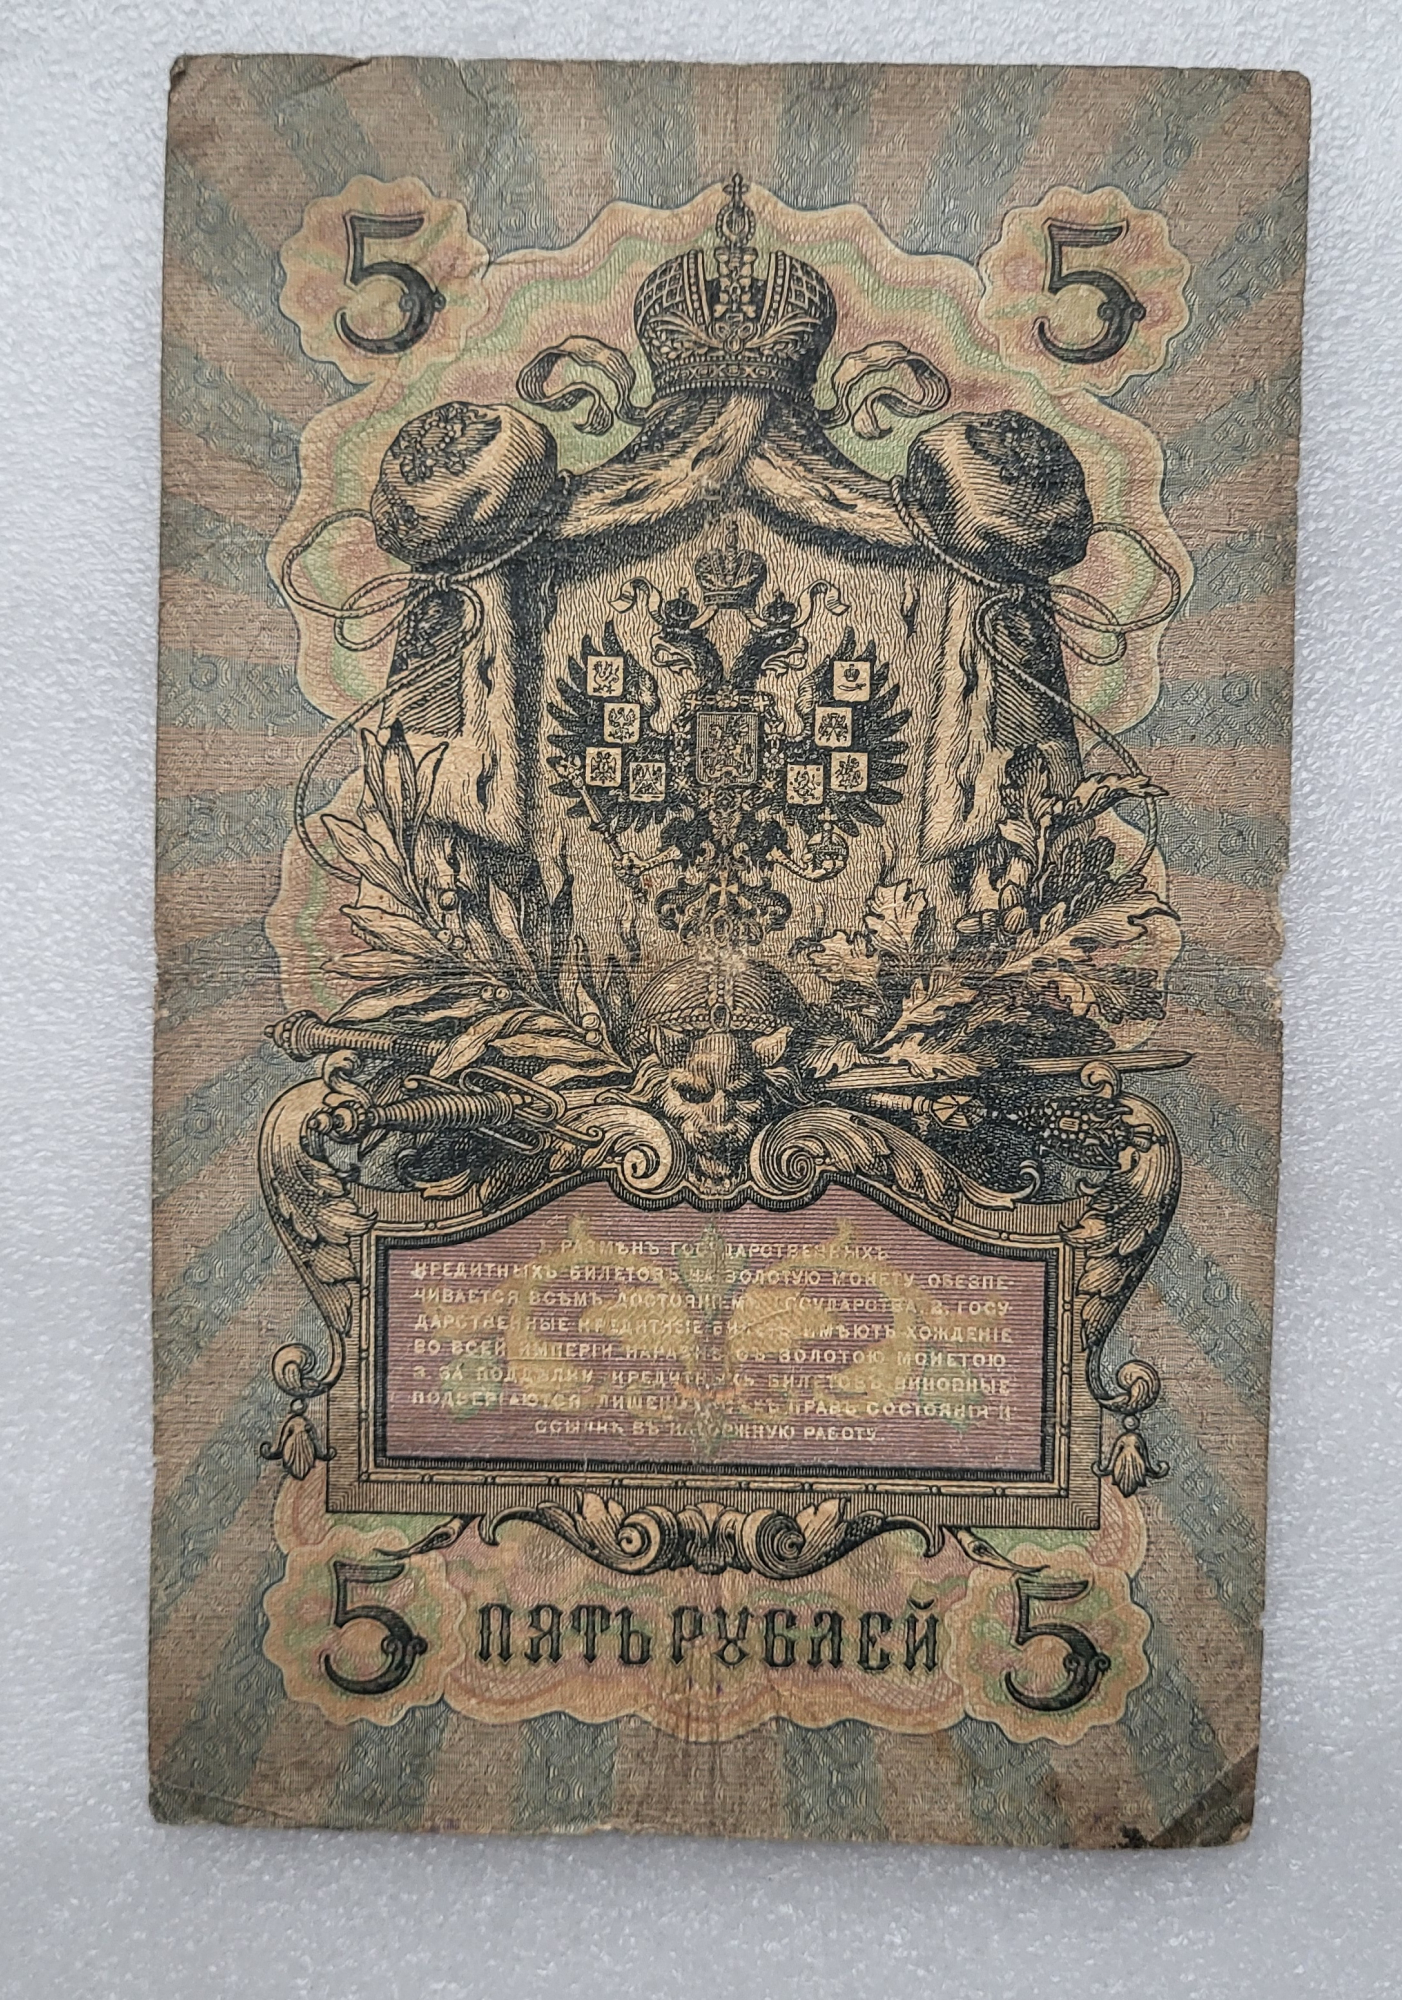 5 5
1. РАЗМѢНЪ ГОСУДАРСТВЕННЫХЪ
КРЕДИТНЫХЪ БИЛЕТОВЪ НА ЗОЛОТУЮ МОНЕТУ ОБЕЗПЕ-
ЧИВАЕТСЯ ВСѢМЪ ДОСТОЯНІЕМЪ ГОСУДАРСТВА. 2. ГОСУ-
ДАРСТВЕННЫЕ КРЕДИТНЫЕ БИЛЕТЫ ИМѢЮТЪ ХОЖДЕНІЕ
ВО ВСЕЙ ИМПЕРІИ НАРАВНѢ СЪ ЗОЛОТОЮ МОНЕТОЮ.
3. ЗА ПОДДѢЛКУ КРЕДИТНЫХЪ БИЛЕТОВЪ ВИНОВНЫЕ
ПОДВЕРГАЮТСЯ ЛИШЕНІЮ ВСѢХЪ ПРАВЪ СОСТОЯНІЯ И
ССЫЛКѢ ВЪ КАТОРЖНУЮ РАБОТУ.
5 ПЯТЬ РУБЛЕЙ 5